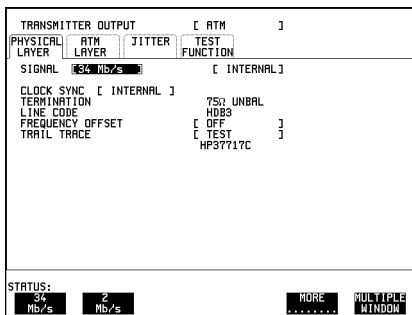 TRANSMITTER OUTPUT [ ATM ]
PHYSICAL LAYER ATM LAYER JITTER TEST FUNCTION
SIGNAL [34 Mb/s ] [ INTERNAL]
CLOCK SYNC [ INTERNAL ]
TERMINATION 75Ω UNBAL
LINE CODE HDB3
FREQUENCY OFFSET [ OFF ]
TRAIL TRACE [ TEST ]
HP37717C
STATUS:
34 Mb/s 2 Mb/s MORE ........ MULTIPLE WINDOW